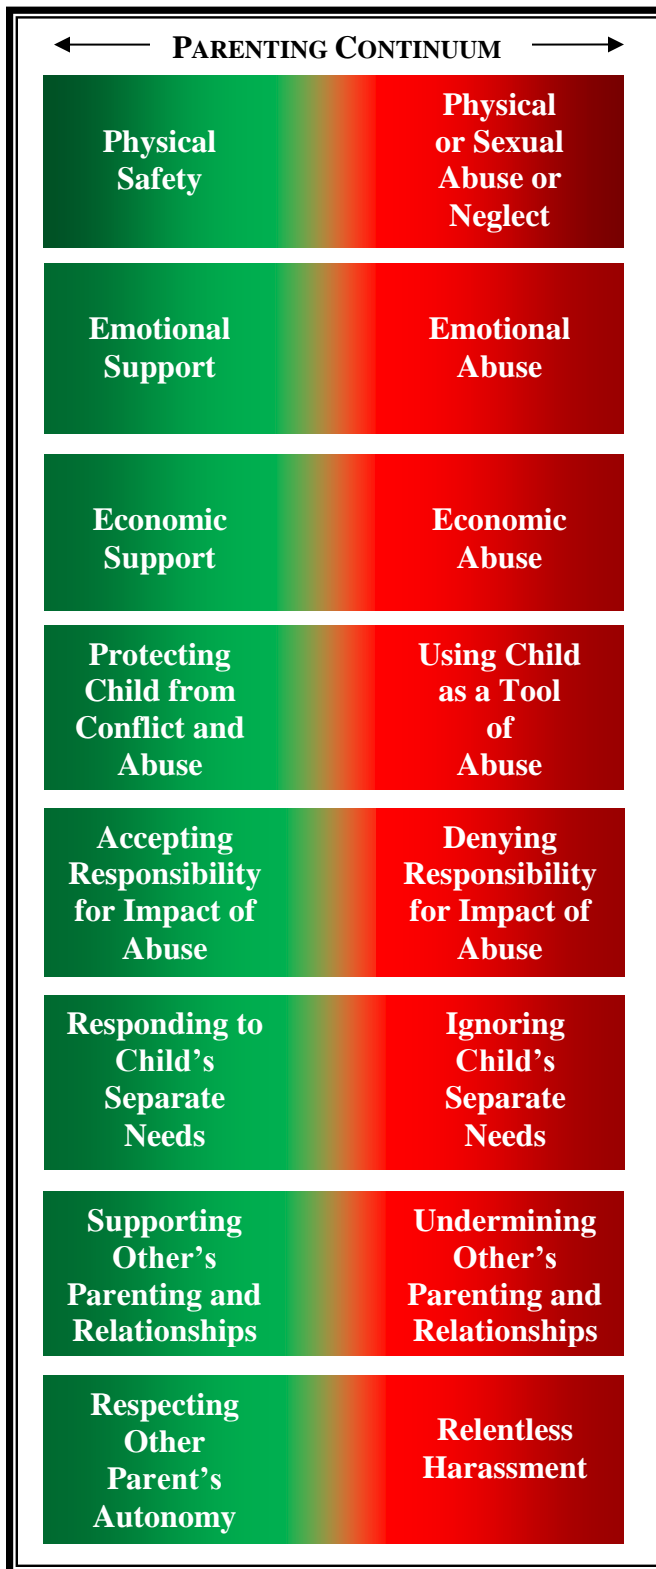 PARENTING CONTINUUM
Physical
Safety
Physical
or Sexual
Abuse or
Neglect
Emotional
Support
Emotional
Abuse
Economic
Support
Economic
Abuse
Protecting
Child from
Conflict and
Abuse
Using Child
as a Tool
of
Abuse
Accepting
Responsibility
for Impact of
Abuse
Denying
Responsibility
for Impact of
Abuse
Responding to
Child’s
Separate
Needs
Ignoring
Child’s
Separate
Needs
Supporting
Other’s
Parenting and
Relationships
Undermining
Other’s
Parenting and
Relationships
Respecting
Other
Parent’s
Autonomy
Relentless
Harassment